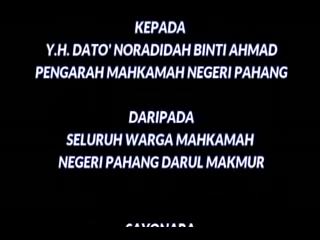 KEPADA
Y.H. DATO' NORADIDAH BINTI AHMAD
PENGARAH MAHKAMAH NEGERI PAHANG
DARIPADA
SELURUH WARGA MAHKAMAH
NEGERI PAHANG DARUL MAKMUR